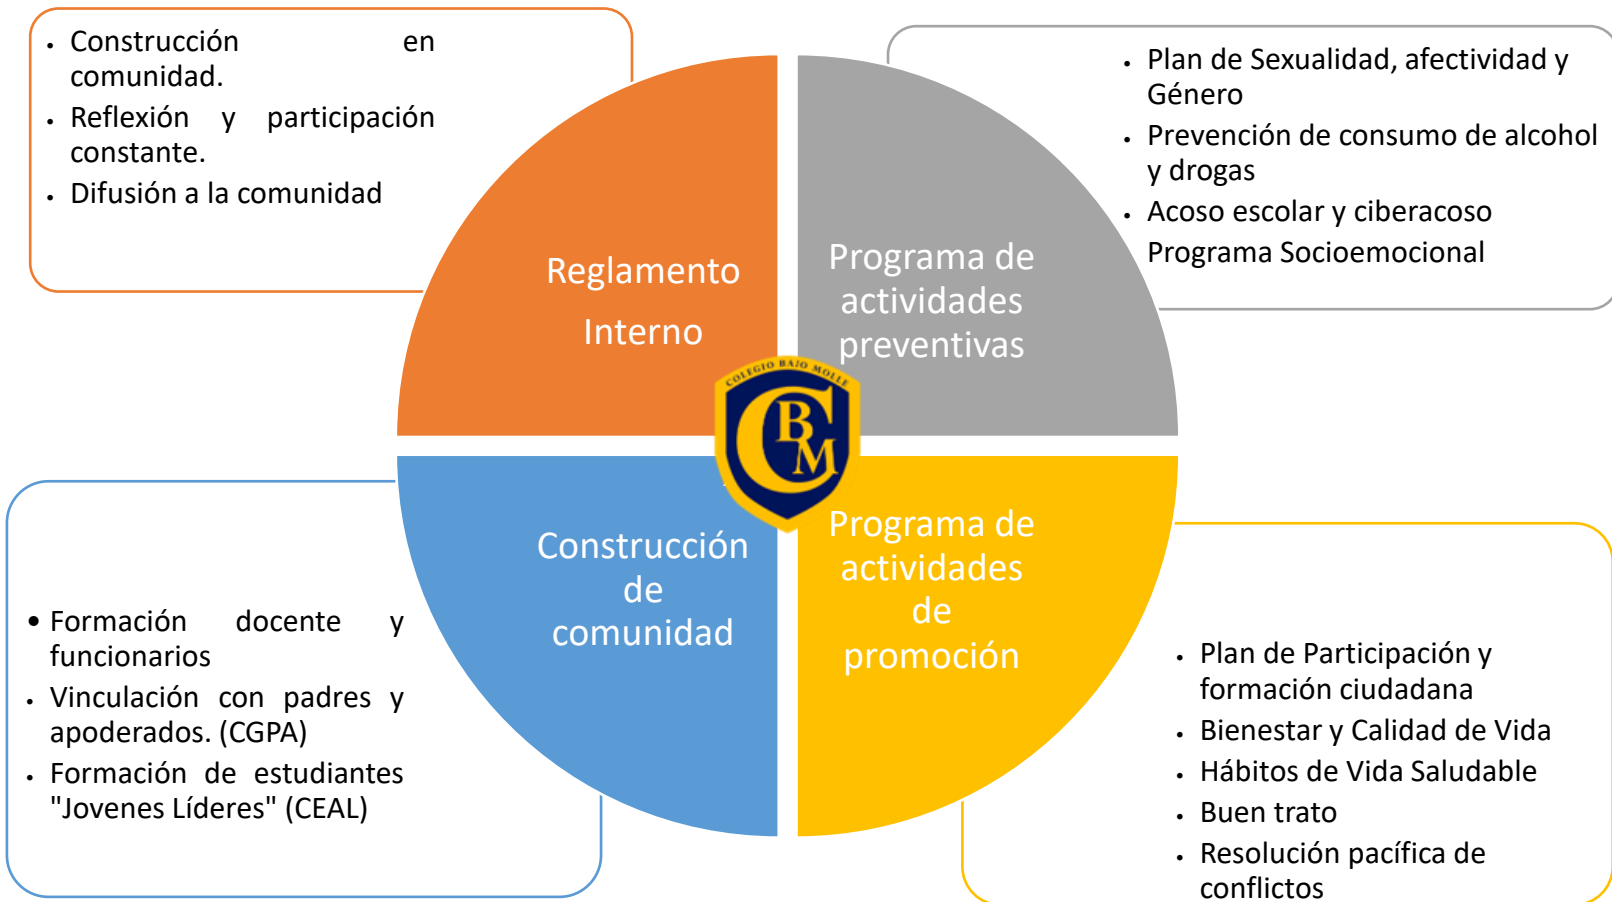 Construcción en
comunidad.
Reflexión y participación
constante.
Difusión a la comunidad
Plan de Sexualidad, afectividad y
Género
Prevención de consumo de alcohol
y drogas
Acoso escolar y ciberacoso
Programa Socioemocional
Reglamento
Interno
Programa de
actividades
preventivas
COLEGIO BAJO MOLLE
CBM
Construcción
de
comunidad
Programa de
actividades
de
promoción
Formación docente y
funcionarios
Vinculación con padres y
apoderados. (CGPA)
Formación de estudiantes
"Jovenes Líderes" (CEAL)
Plan de Participación y
formación ciudadana
Bienestar y Calidad de Vida
Hábitos de Vida Saludable
Buen trato
Resolución pacífica de
conflictos